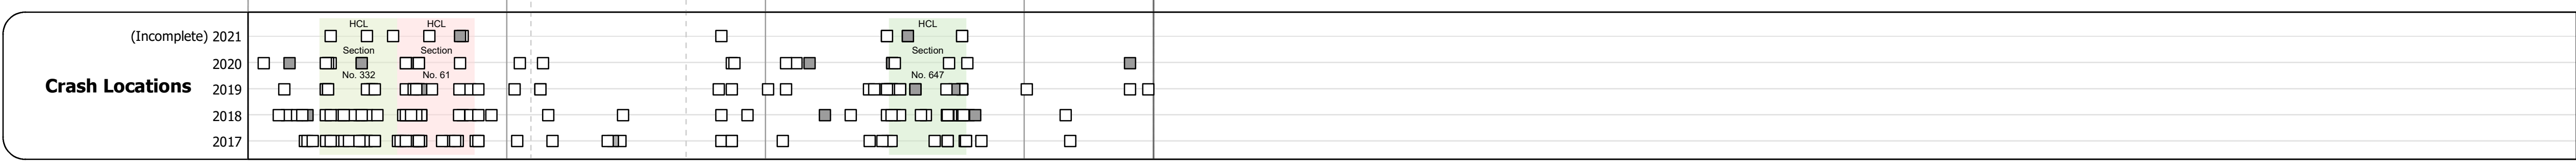 Crash Locations
(Incomplete) 2021
2020
2019
2018
2017
HCL
Section
No. 332
HCL
Section
No. 61
HCL
Section
No. 647